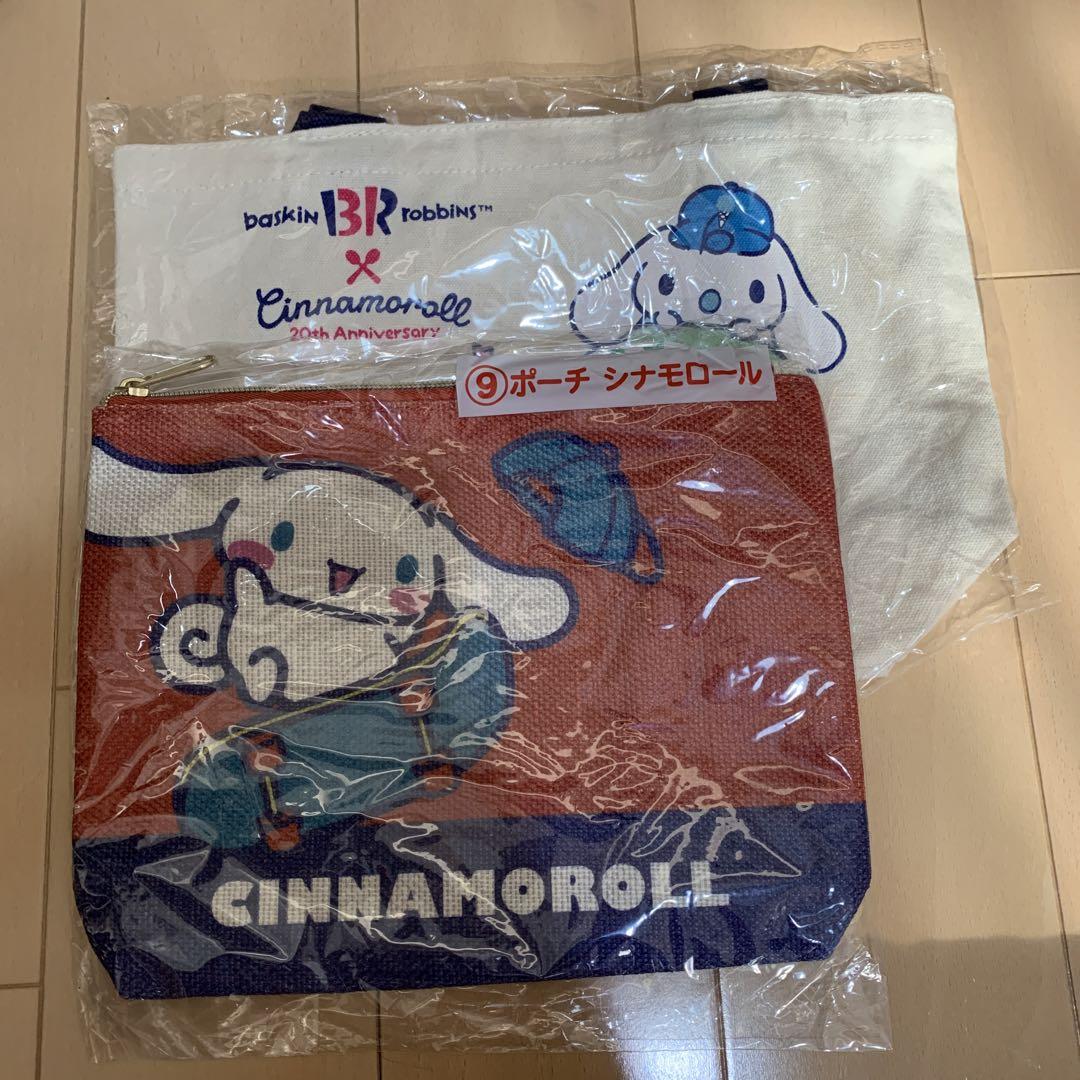 baskin BR robbins™
×
Cinnamoroll
20th Anniversary
⑨ポーチ シナモロール
CINNAMOROLL